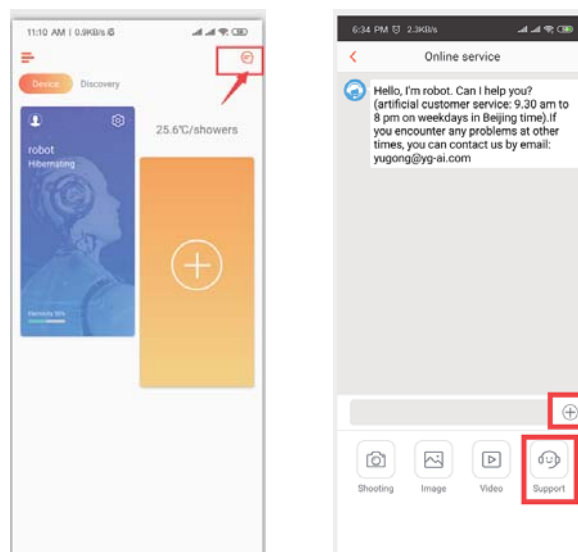 11:10 AM | 0.9KB/s
Device
Discovery
robot
Hibernating
25.6℃/showers
Electricity 50%
6:34 PM
2.3KB/s
Online service
Hello, I'm robot. Can I help you?
(artificial customer service: 9.30 am to
8 pm on weekdays in Beijing time).If
you encounter any problems at other
times, you can contact us by email:
yugong@yg-ai.com
Shooting
Image
Video
Support